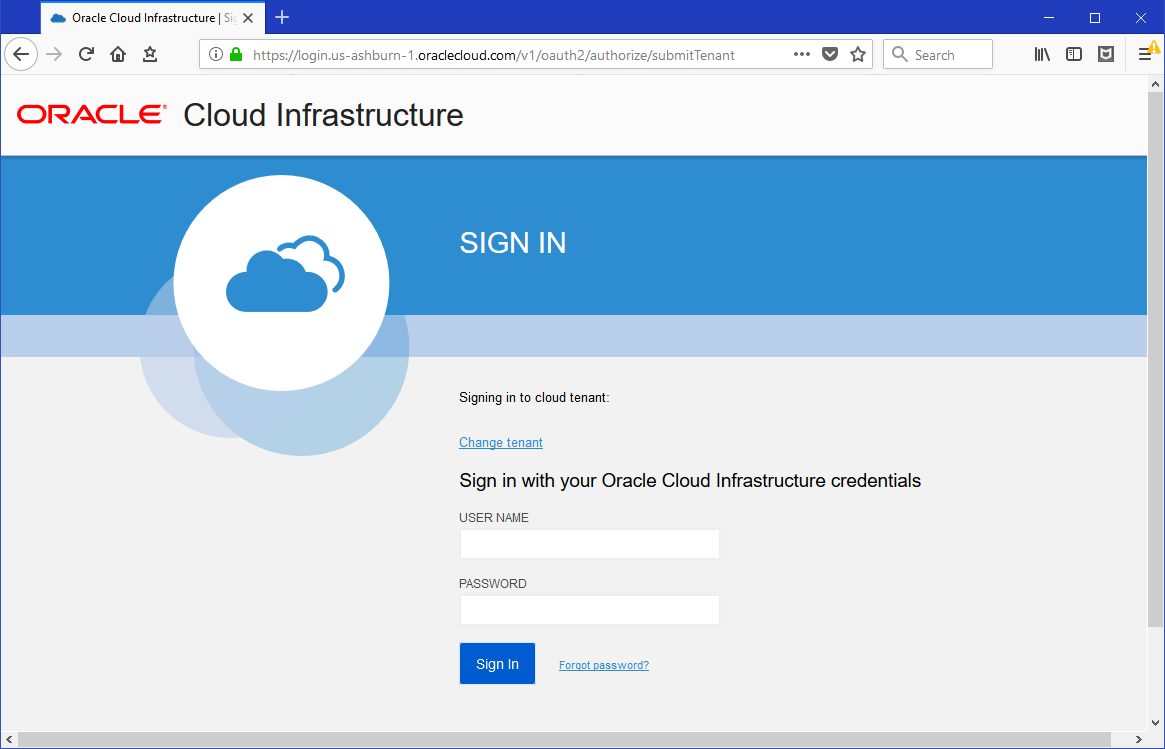 Oracle Cloud Infrastructure | Si
https://login.us-ashburn-1.oraclecloud.com/v1/oauth2/authorize/submitTenant
Search
ORACLE® Cloud Infrastructure
SIGN IN
Signing in to cloud tenant:
Change tenant
Sign in with your Oracle Cloud Infrastructure credentials
USER NAME
PASSWORD
Sign In
Forgot password?